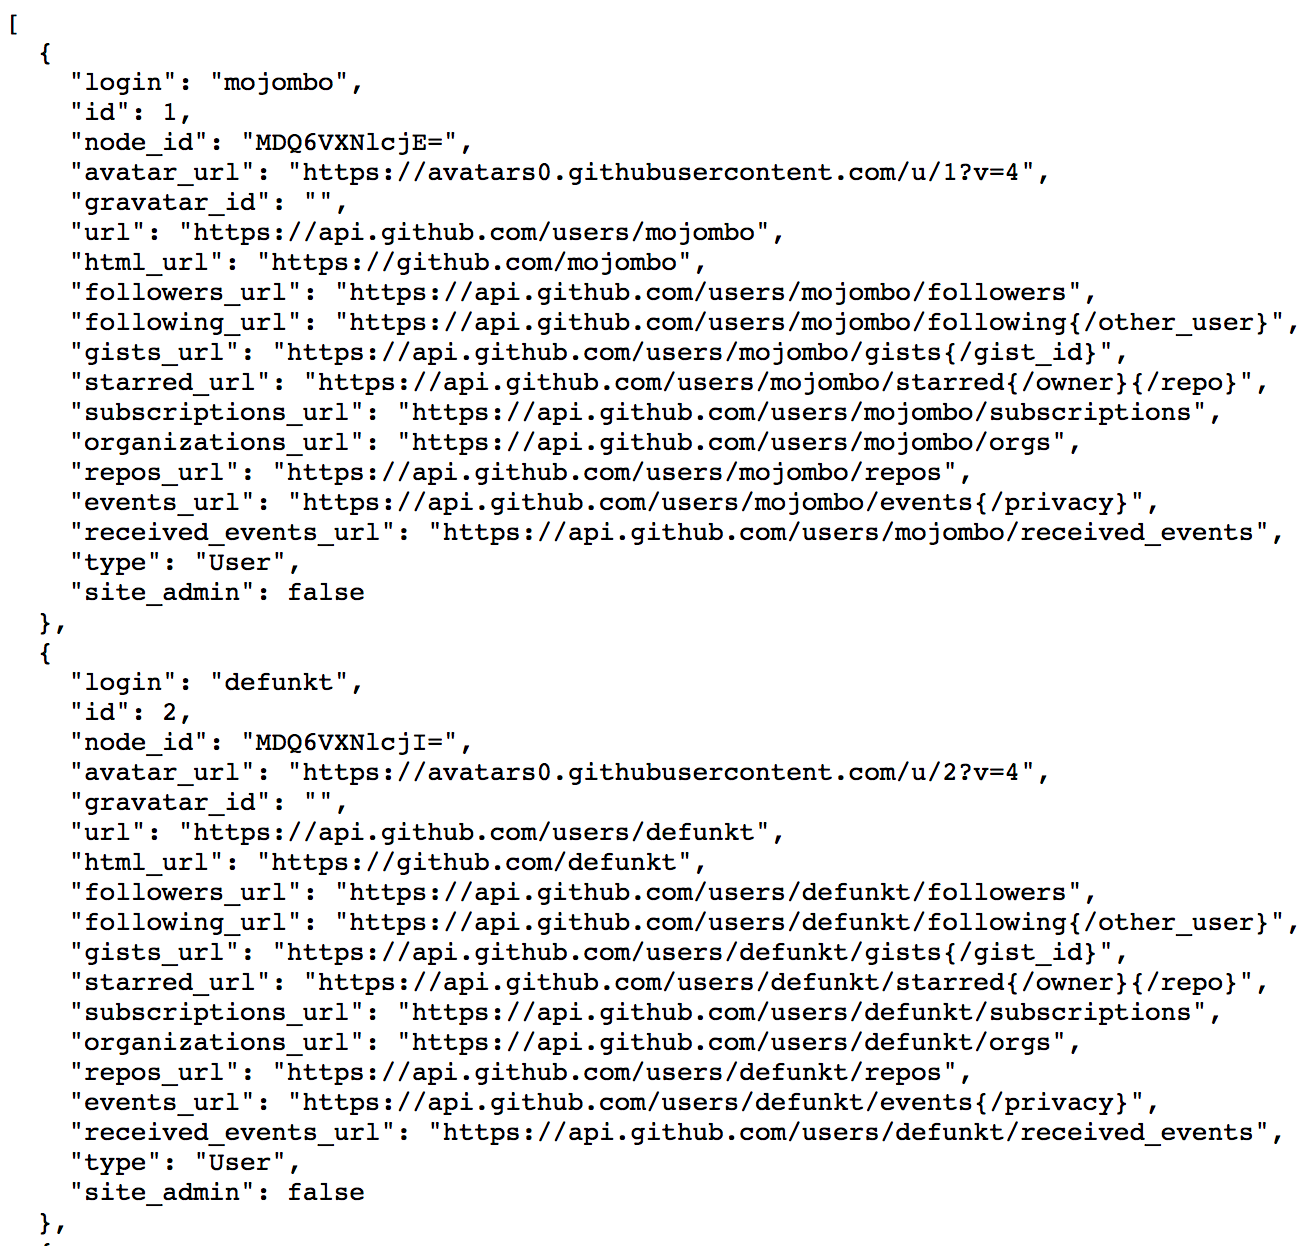 [
  {
    "login": "mojombo",
    "id": 1,
    "node_id": "MDQ6VXNlcjE=",
    "avatar_url": "https://avatars0.githubusercontent.com/u/1?v=4",
    "gravatar_id": "",
    "url": "https://api.github.com/users/mojombo",
    "html_url": "https://github.com/mojombo",
    "followers_url": "https://api.github.com/users/mojombo/followers",
    "following_url": "https://api.github.com/users/mojombo/following{/other_user}",
    "gists_url": "https://api.github.com/users/mojombo/gists{/gist_id}",
    "starred_url": "https://api.github.com/users/mojombo/starred{/owner}{/repo}",
    "subscriptions_url": "https://api.github.com/users/mojombo/subscriptions",
    "organizations_url": "https://api.github.com/users/mojombo/orgs",
    "repos_url": "https://api.github.com/users/mojombo/repos",
    "events_url": "https://api.github.com/users/mojombo/events{/privacy}",
    "received_events_url": "https://api.github.com/users/mojombo/received_events",
    "type": "User",
    "site_admin": false
  },
  {
    "login": "defunkt",
    "id": 2,
    "node_id": "MDQ6VXNlcjI=",
    "avatar_url": "https://avatars0.githubusercontent.com/u/2?v=4",
    "gravatar_id": "",
    "url": "https://api.github.com/users/defunkt",
    "html_url": "https://github.com/defunkt",
    "followers_url": "https://api.github.com/users/defunkt/followers",
    "following_url": "https://api.github.com/users/defunkt/following{/other_user}",
    "gists_url": "https://api.github.com/users/defunkt/gists{/gist_id}",
    "starred_url": "https://api.github.com/users/defunkt/starred{/owner}{/repo}",
    "subscriptions_url": "https://api.github.com/users/defunkt/subscriptions",
    "organizations_url": "https://api.github.com/users/defunkt/orgs",
    "repos_url": "https://api.github.com/users/defunkt/repos",
    "events_url": "https://api.github.com/users/defunkt/events{/privacy}",
    "received_events_url": "https://api.github.com/users/defunkt/received_events",
    "type": "User",
    "site_admin": false
  },